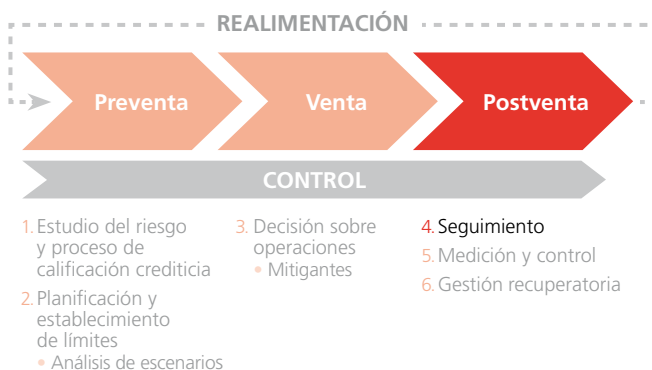 REALIMENTACIÓN
Preventa
Venta
Postventa
CONTROL
1. Estudio del riesgo
y proceso de
calificación crediticia
2. Planificación y
establecimiento
de límites
• Análisis de escenarios
3. Decisión sobre
operaciones
• Mitigantes
4. Seguimiento
5. Medición y control
6. Gestión recuperatoria